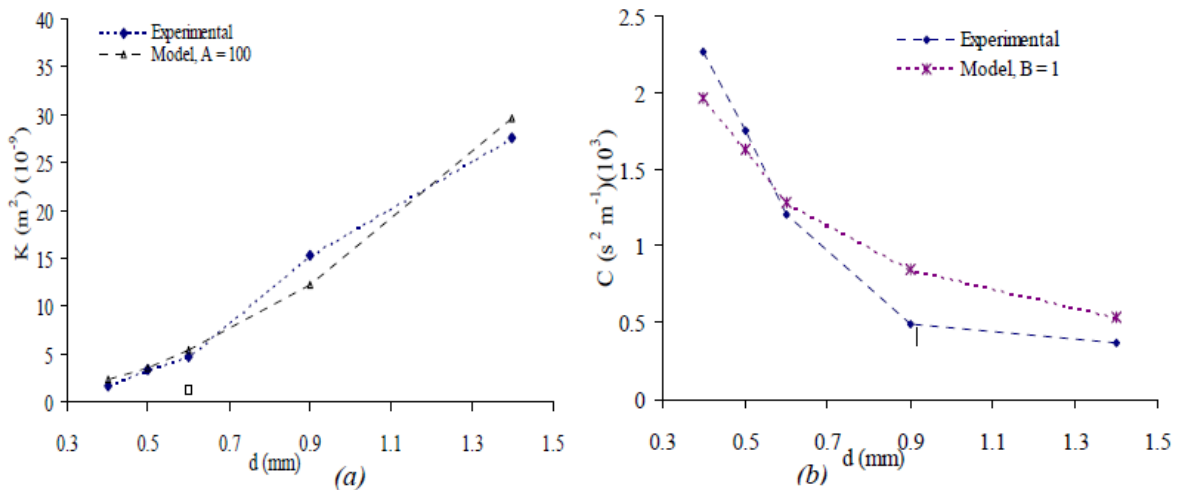 40
35
30
25
20
15
10
5
0
K (m²) (10⁻⁹)
Experimental
Model, A = 100
0.3 0.5 0.6 0.7 0.9 1.1 1.3 1.5
d (mm)
(a)
2.5
2
1.5
1
0.5
0
C (s² m⁻¹)(10³)
Experimental
Model, B = 1
0.3 0.5 0.7 0.9 1.1 1.3 1.5
d (mm)
(b)